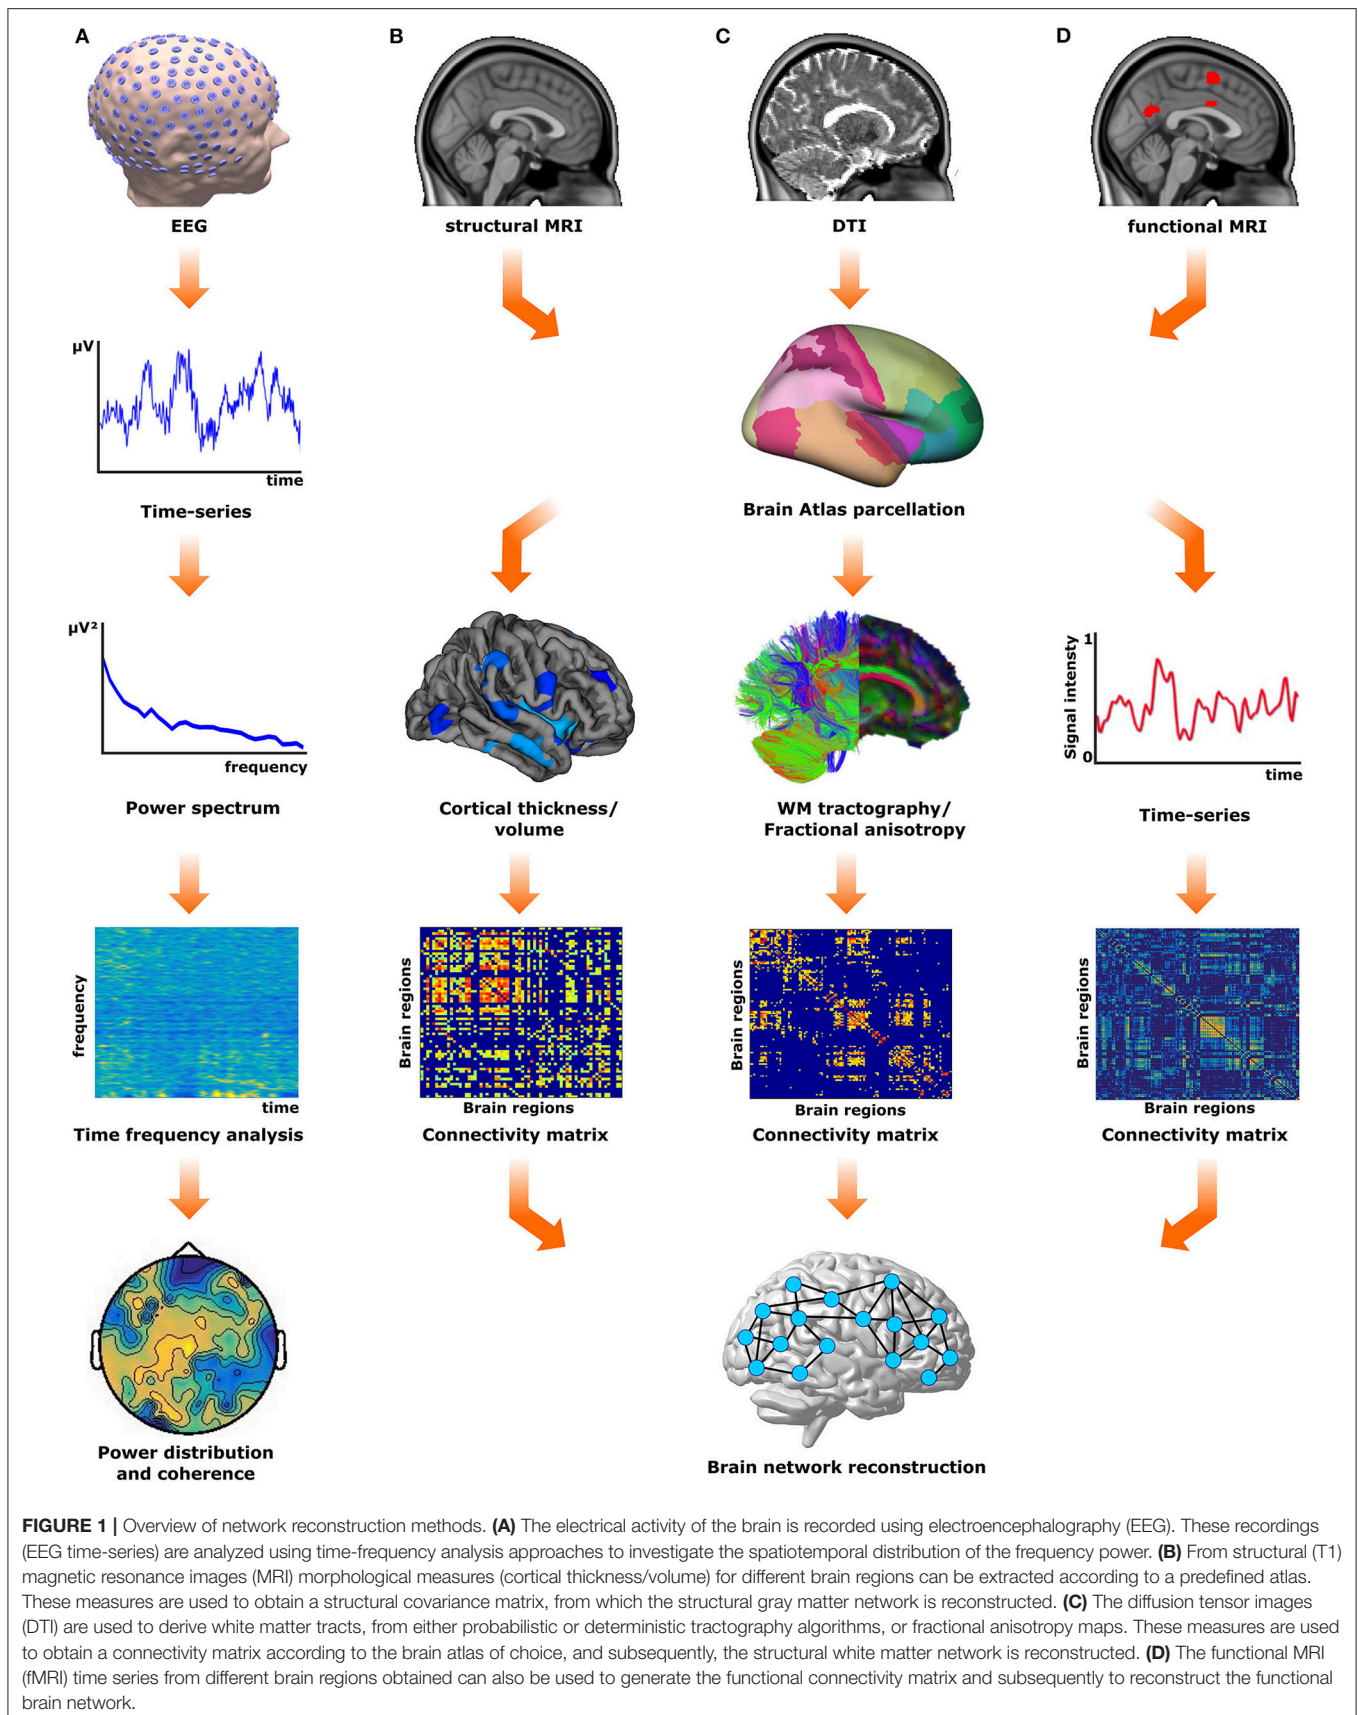 A
B
C
D
EEG
structural MRI
DTI
functional MRI
µV
time
Time-series
Brain Atlas parcellation
µV²
frequency
Power spectrum
Cortical thickness/
volume
WM tractography/
Fractional anisotropy
1
Signal intensty
0
time
Time-series
frequency
time
Time frequency analysis
Brain regions
Brain regions
Connectivity matrix
Brain regions
Brain regions
Connectivity matrix
Brain regions
Brain regions
Connectivity matrix
Power distribution
and coherence
Brain network reconstruction
FIGURE 1 | Overview of network reconstruction methods. (A) The electrical activity of the brain is recorded using electroencephalography (EEG). These recordings
(EEG time-series) are analyzed using time-frequency analysis approaches to investigate the spatiotemporal distribution of the frequency power. (B) From structural (T1)
magnetic resonance images (MRI) morphological measures (cortical thickness/volume) for different brain regions can be extracted according to a predefined atlas.
These measures are used to obtain a structural covariance matrix, from which the structural gray matter network is reconstructed. (C) The diffusion tensor images
(DTI) are used to derive white matter tracts, from either probabilistic or deterministic tractography algorithms, or fractional anisotropy maps. These measures are used
to obtain a connectivity matrix according to the brain atlas of choice, and subsequently, the structural white matter network is reconstructed. (D) The functional MRI
(fMRI) time series from different brain regions obtained can also be used to generate the functional connectivity matrix and subsequently to reconstruct the functional
brain network.